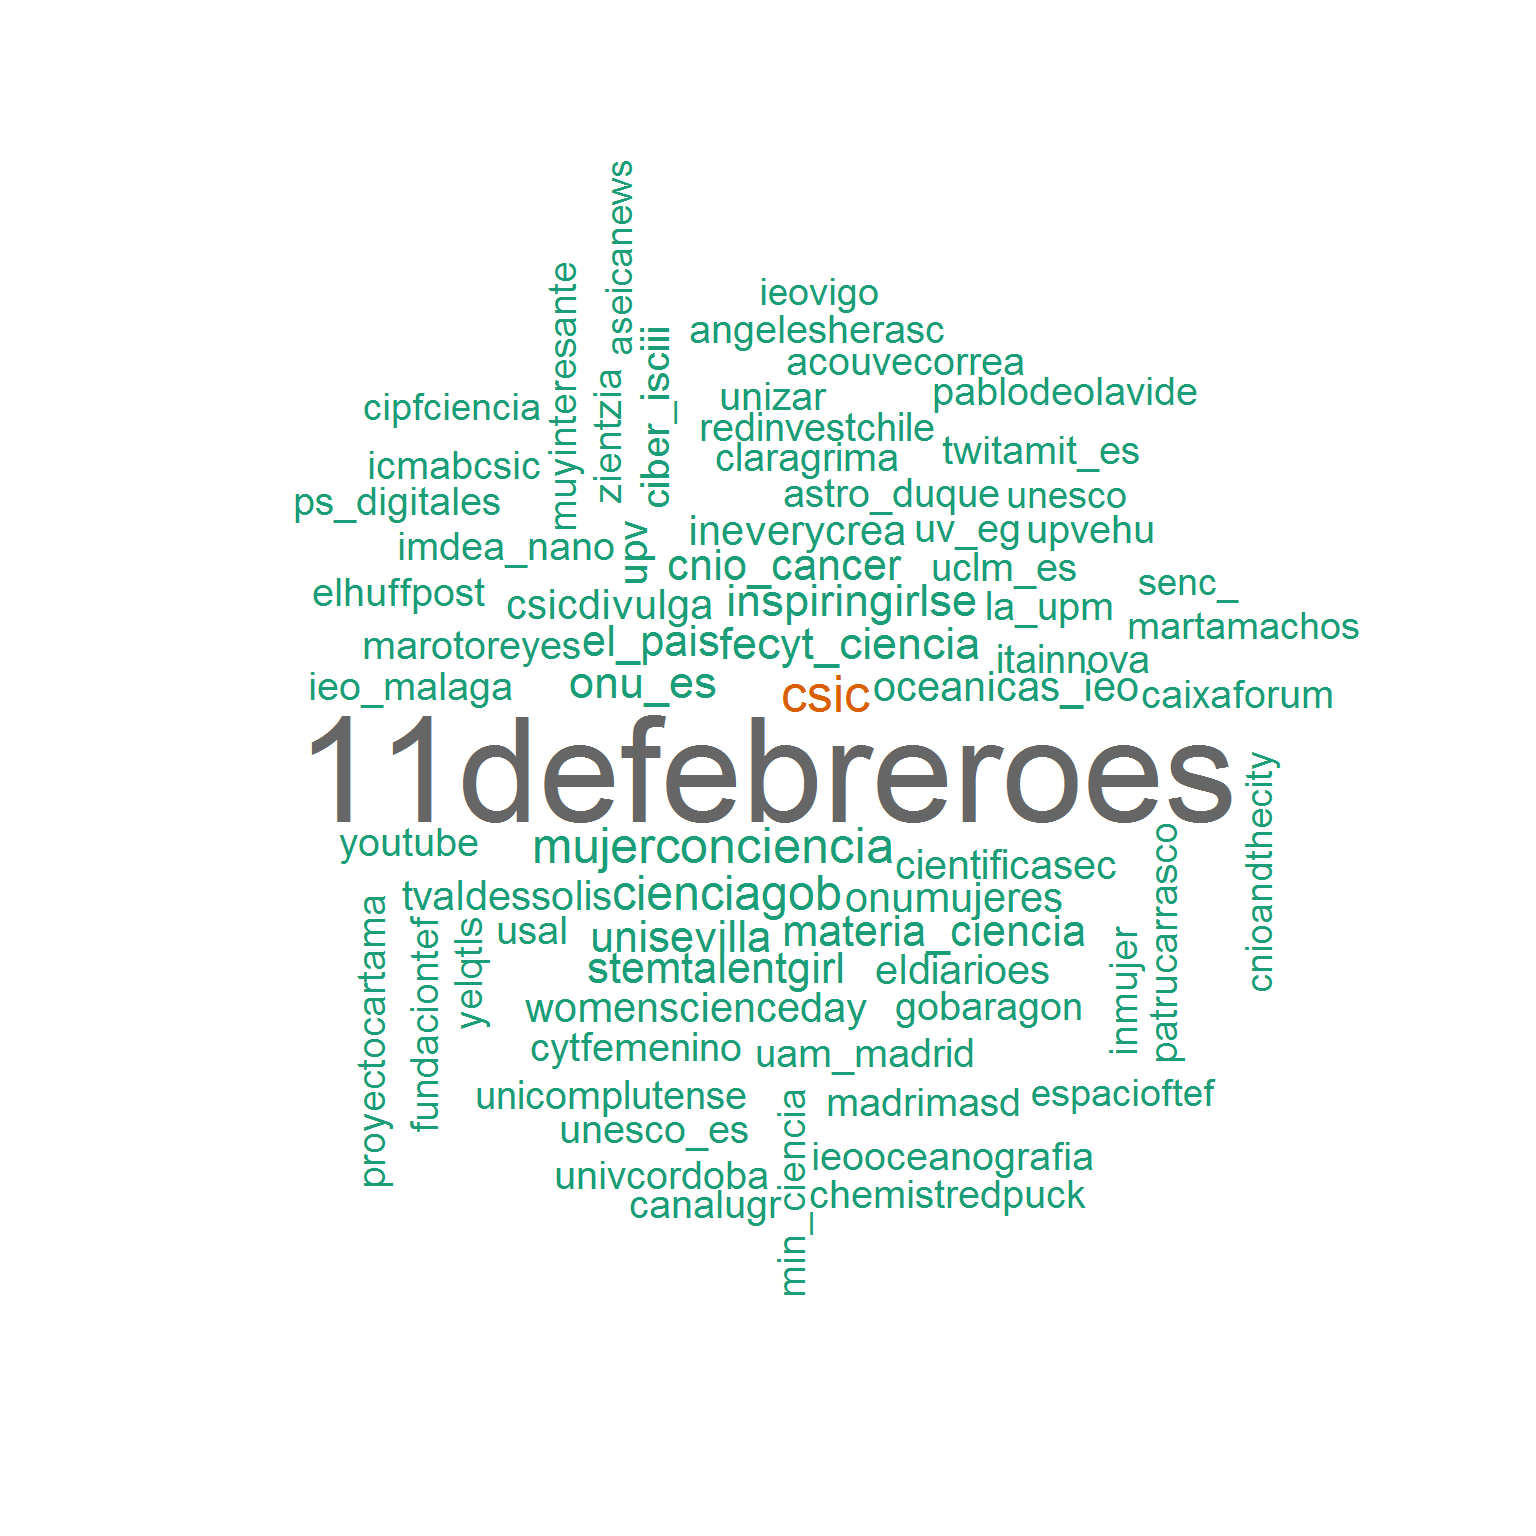 aseicanews
muyinteresante
ieovigo
angelesherasc
ciber_isciii
acouvecorrea
zientzia
unizar
pablodeolavide
cipfciencia
redinvestchile
claragrima
twitamit_es
icmabcsic
ps_digitales
astro_duque
unesco
upv
ineverycrea
uv_eg
upvehu
imdea_nano
cnio_cancer
uclm_es
elhuffpost
csicdivulga
inspiringirlse
la_upm
senc_
martamachos
marotoreyes
el_pais
fecyt_ciencia
itainnova
ieo_malaga
onu_es
csic
oceanicas_ieo
caixaforum
11defebreroes
cnioandthecity
youtube
mujerconciencia
cientificasec
patrucarrasco
tvaldessolis
cienciagob
onumujeres
proyectocartama
fundaciontef
yelqtls
usal
unisevilla
materia_ciencia
inmujer
stemtalentgirl
eldiarioes
womenscienceday
gobaragon
cytfemenino
uam_madrid
unicomplutense
madrimasd
espacioftef
unesco_es
min_ciencia
ieooceanografia
univcordoba
chemistredpuck
canalugr